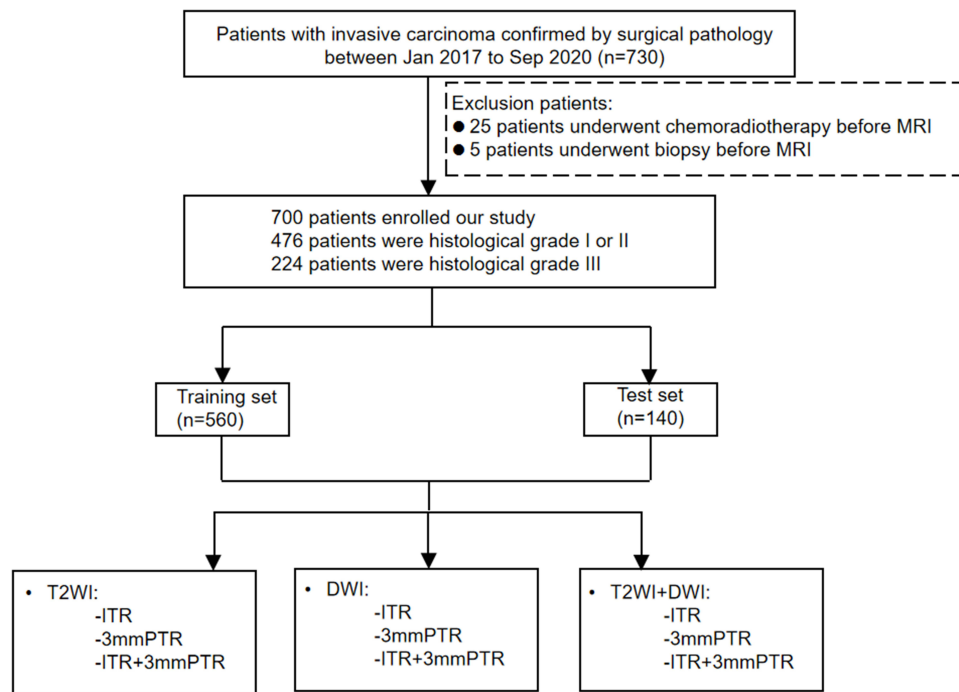 Patients with invasive carcinoma confirmed by surgical pathology
between Jan 2017 to Sep 2020 (n=730)
Exclusion patients:
● 25 patients underwent chemoradiotherapy before MRI
● 5 patients underwent biopsy before MRI
700 patients enrolled our study
476 patients were histological grade I or II
224 patients were histological grade III
Training set
(n=560)
Test set
(n=140)
• T2WI:
-ITR
-3mmPTR
-ITR+3mmPTR
• DWI:
-ITR
-3mmPTR
-ITR+3mmPTR
• T2WI+DWI:
-ITR
-3mmPTR
-ITR+3mmPTR